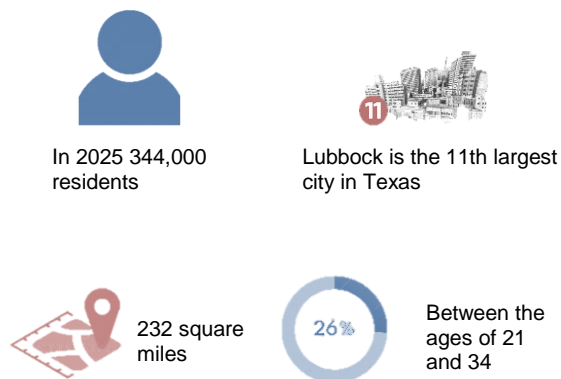 11
In 2025 344,000
residents
Lubbock is the 11th largest
city in Texas
232 square
miles
26%
Between the
ages of 21
and 34